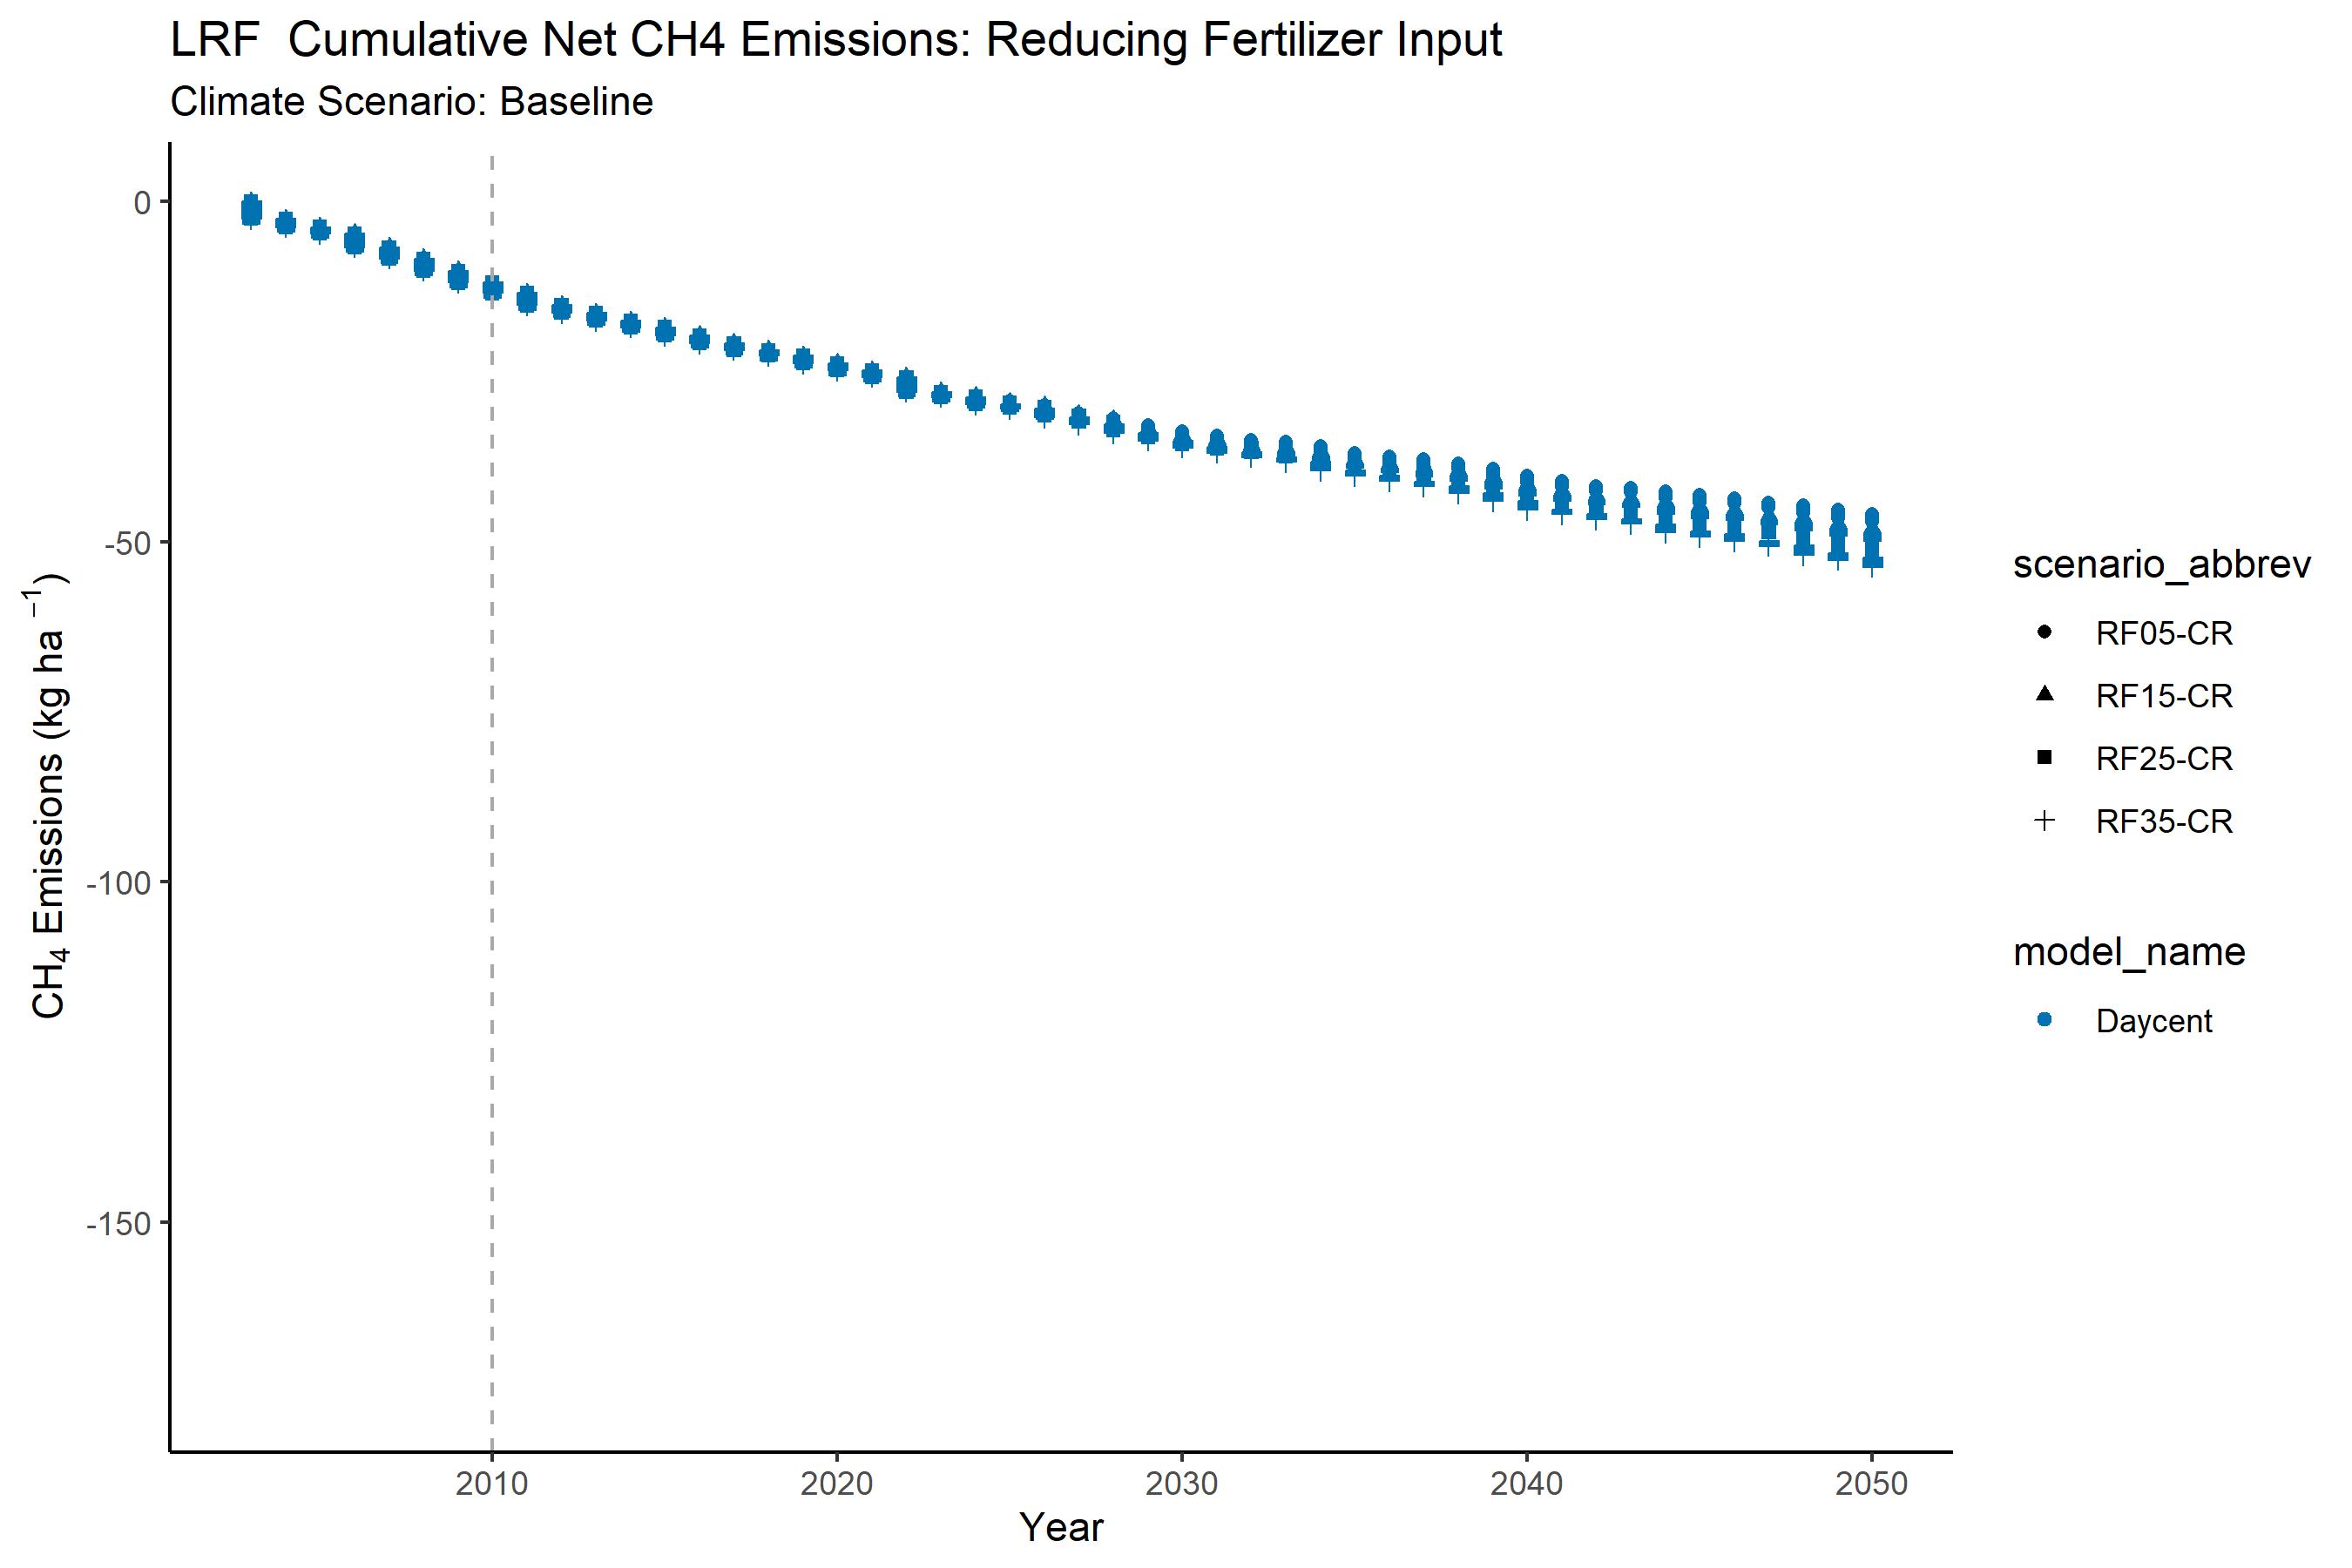 LRF  Cumulative Net CH4 Emissions: Reducing Fertilizer Input
Climate Scenario: Baseline
CH₄ Emissions (kg ha ⁻¹)
0
-50
-100
-150
2010
2020
2030
2040
2050
Year
scenario_abbrev
RF05-CR
RF15-CR
RF25-CR
RF35-CR
model_name
Daycent